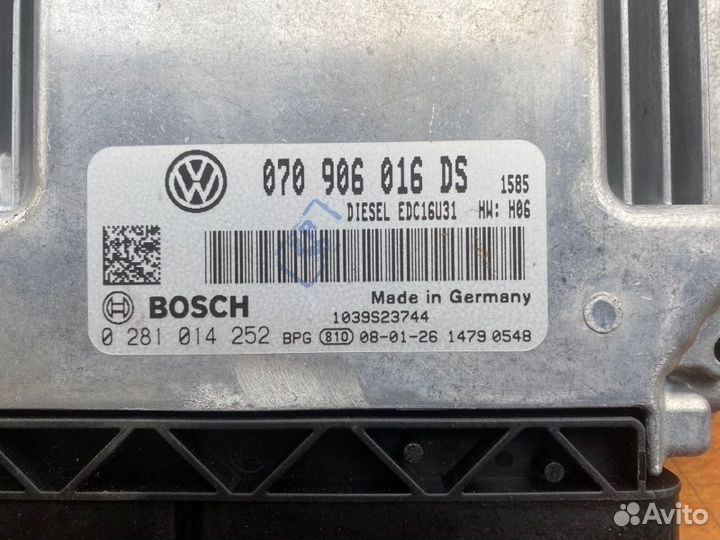 070 906 016 DS 1585
DIESEL EDC16U31 HW: H06
BOSCH
Made in Germany
1039S23744
0 281 014 252 BPG 810 08-01-26 1479 0548
Avito